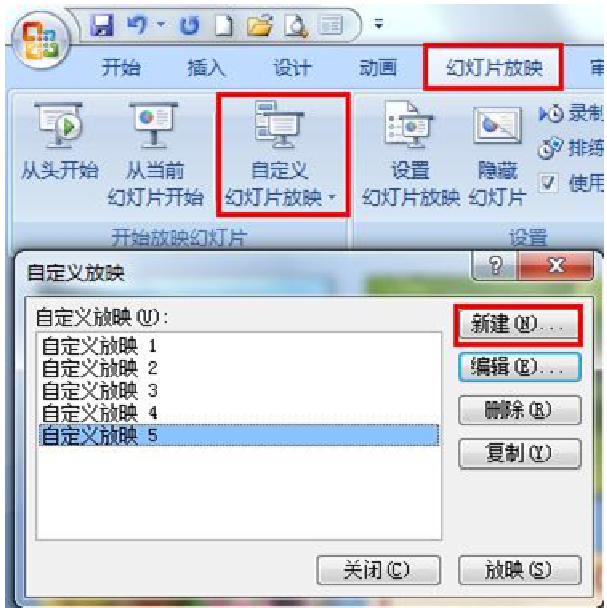 开始 插入 设计 动画 幻灯片放映 审
从头开始 从当前 自定义 设置 隐藏 录制
幻灯片开始 幻灯片放映 幻灯片放映 幻灯片 排练
使用
开始放映幻灯片 设置
自定义放映
自定义放映(U):
新建(N)...
自定义放映 1
自定义放映 2
编辑(E)...
自定义放映 3
自定义放映 4
删除(R)
自定义放映 5
复制(Y)
关闭(C) 放映(S)